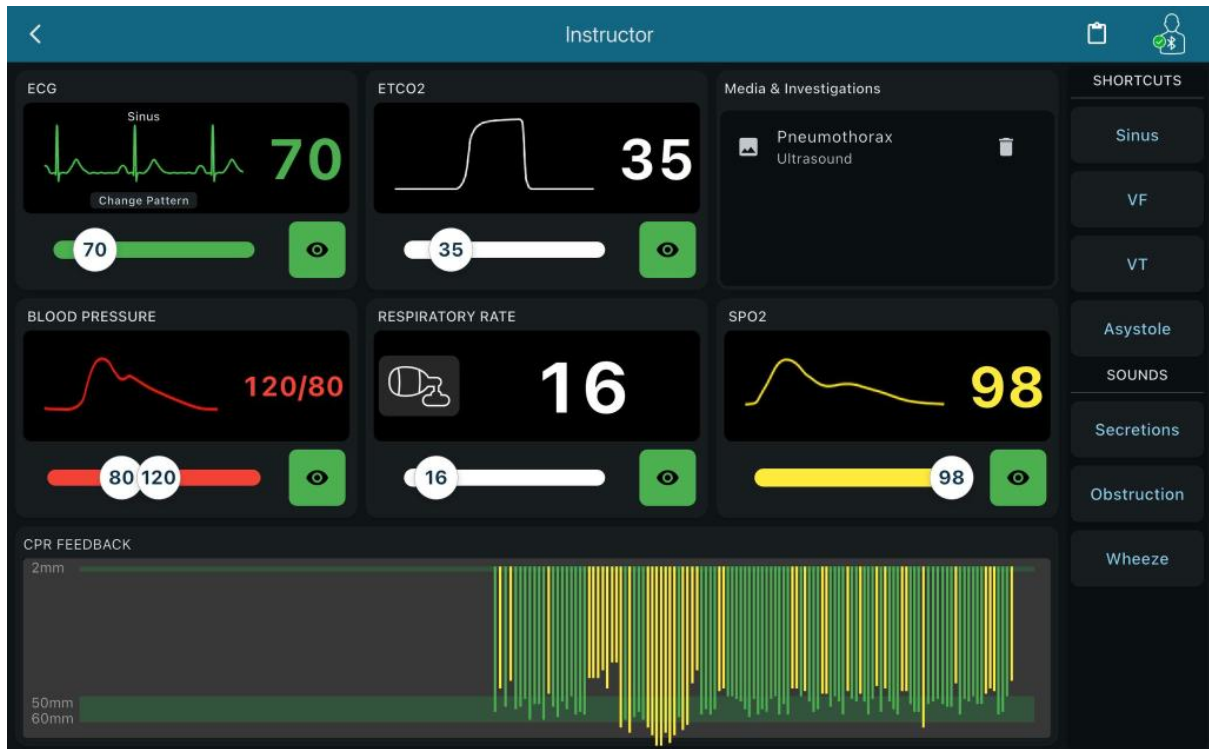 Instructor
ECG
Sinus
70
Change Pattern
70
ETCO2
35
35
Media & Investigations
Pneumothorax
Ultrasound
BLOOD PRESSURE
120/80
80 120
RESPIRATORY RATE
16
16
SPO2
98
98
CPR FEEDBACK
2mm
50mm
60mm
SHORTCUTS
Sinus
VF
VT
Asystole
SOUNDS
Secretions
Obstruction
Wheeze